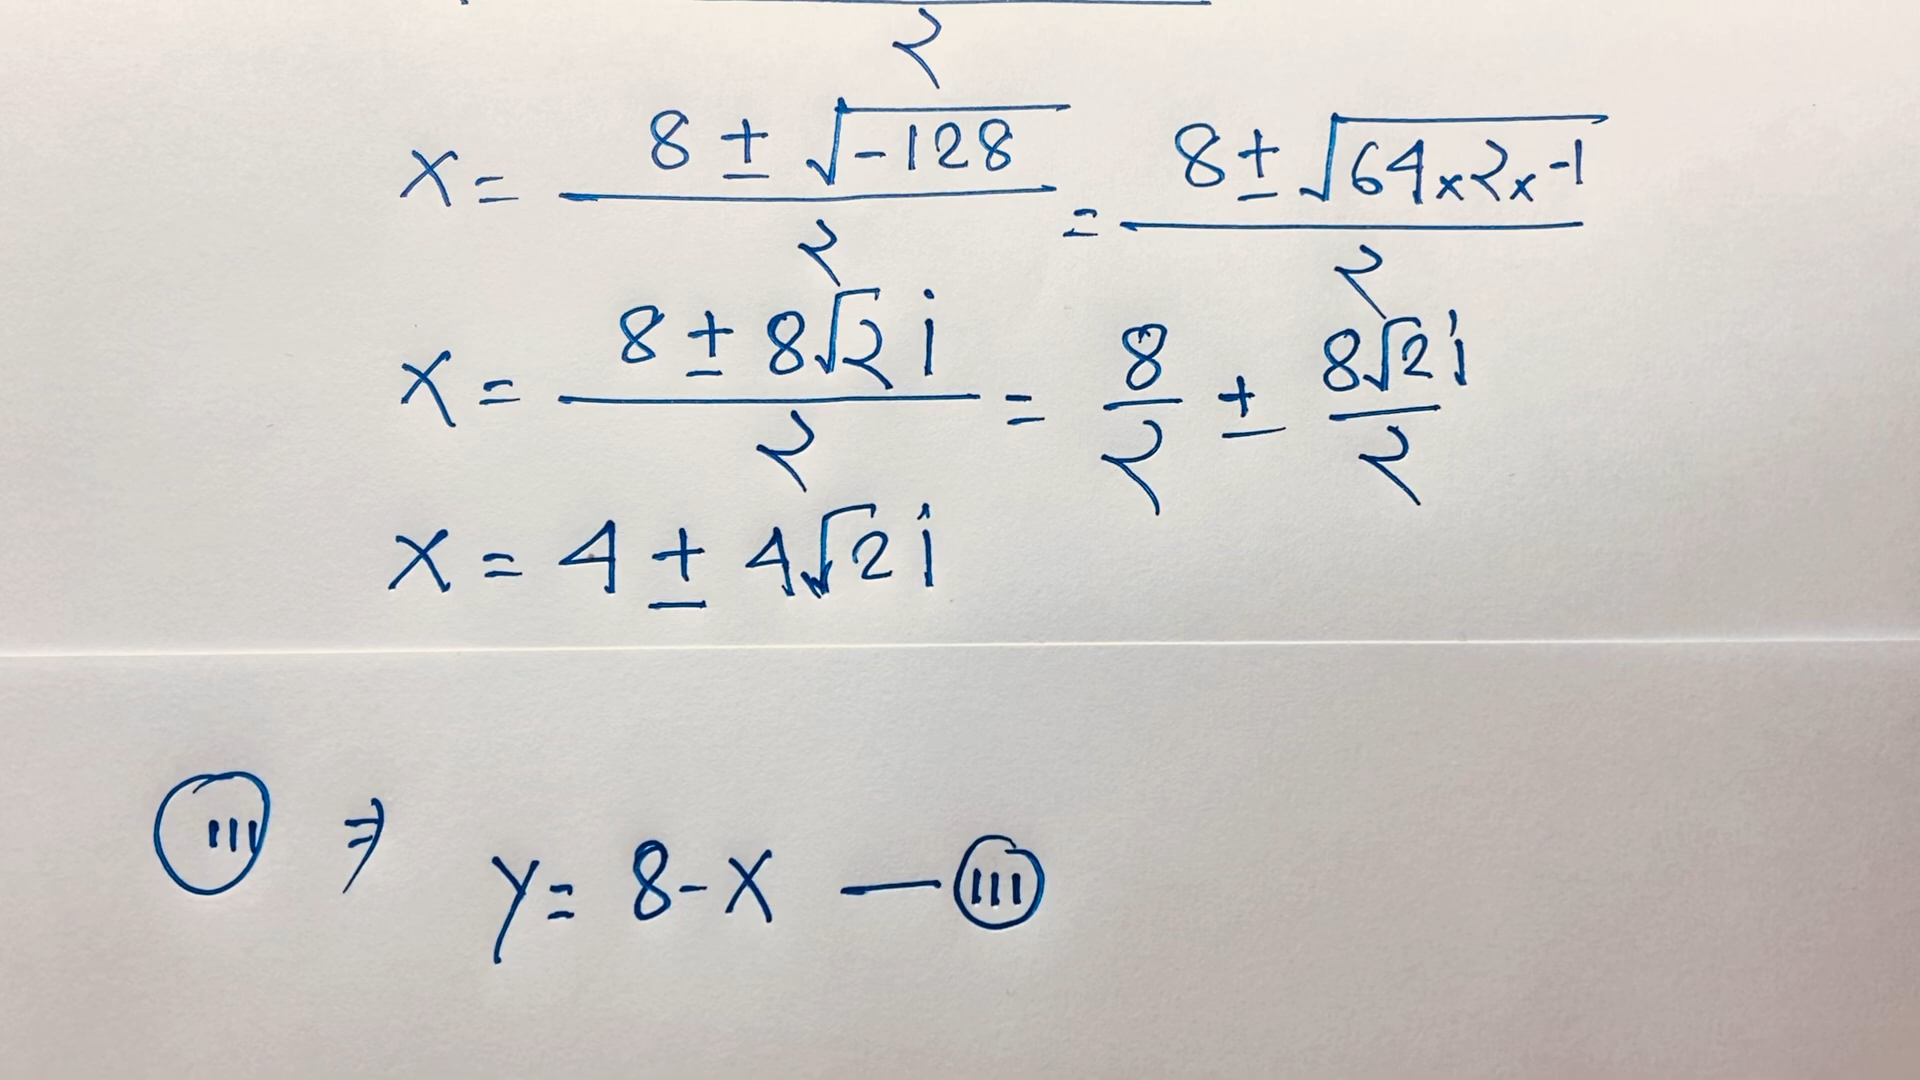 2
x = 8 ± √-128 / 2 = 8 ± √64×2×-1 / 2
x = 8 ± 8√2 i / 2 = 8/2 ± 8√2 i / 2
x = 4 ± 4√2 i
(III) ⇒ y = 8 - x — (III)